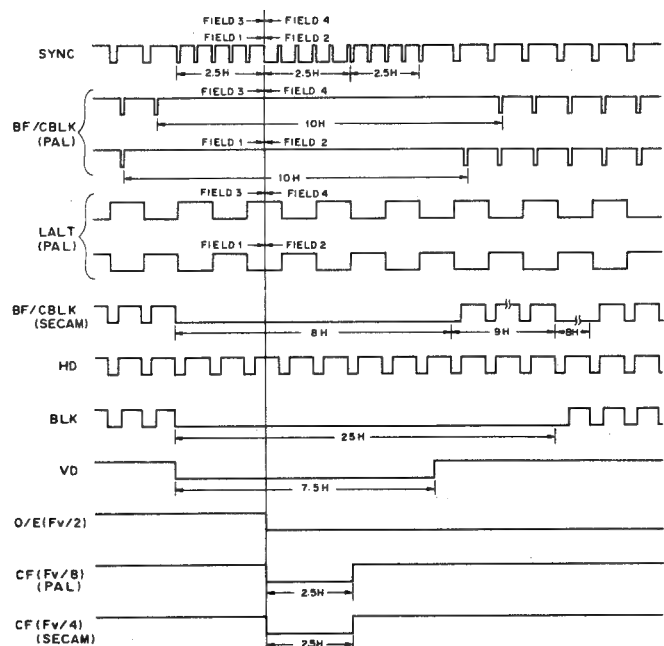 FIELD 3 FIELD 4
FIELD 1 FIELD 2
SYNC
2.5H 2.5H 2.5H
FIELD 3 FIELD 4
BF/CBLK
(PAL)
10H
FIELD 1 FIELD 2
10H
FIELD 3 FIELD 4
LALT
(PAL)
FIELD 1 FIELD 2
BF/CBLK
(SECAM)
8H 9H 8H
HD
BLK
25H
VD
7.5H
O/E(Fv/2)
CF(Fv/8)
(PAL)
2.5H
CF(Fv/4)
(SECAM)
2.5H